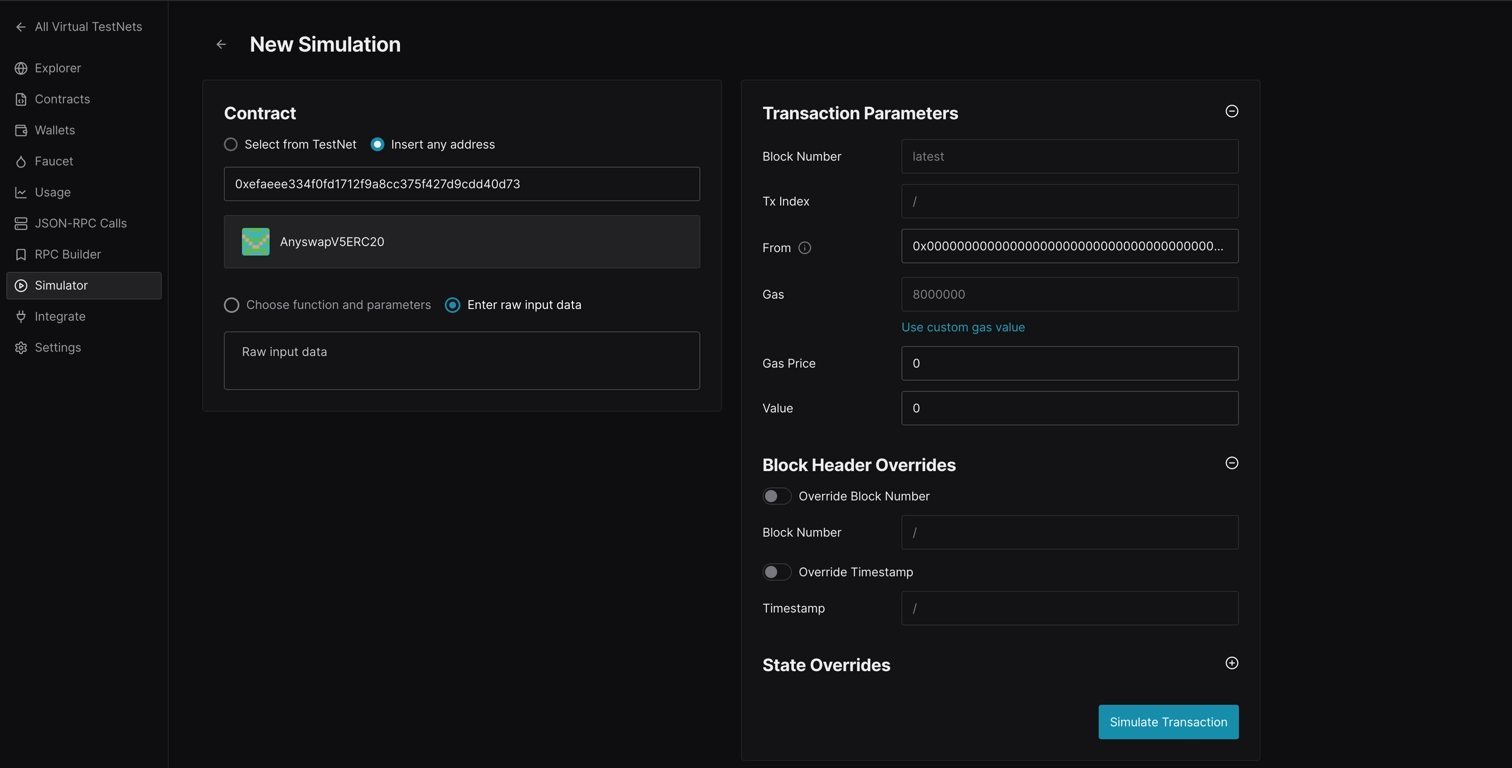 All Virtual TestNets
Explorer
Contracts
Wallets
Faucet
Usage
JSON-RPC Calls
RPC Builder
Simulator
Integrate
Settings
New Simulation
Contract
Select from TestNet Insert any address
0xefaeee334f0fd1712f9a8cc375f427d9cdd40d73
AnyswapV5ERC20
Choose function and parameters Enter raw input data
Raw input data
Transaction Parameters
Block Number latest
Tx Index /
From 0x00000000000000000000000000000000000000...
Gas 8000000
Use custom gas value
Gas Price 0
Value 0
Block Header Overrides
Override Block Number
Block Number /
Override Timestamp
Timestamp /
State Overrides
Simulate Transaction